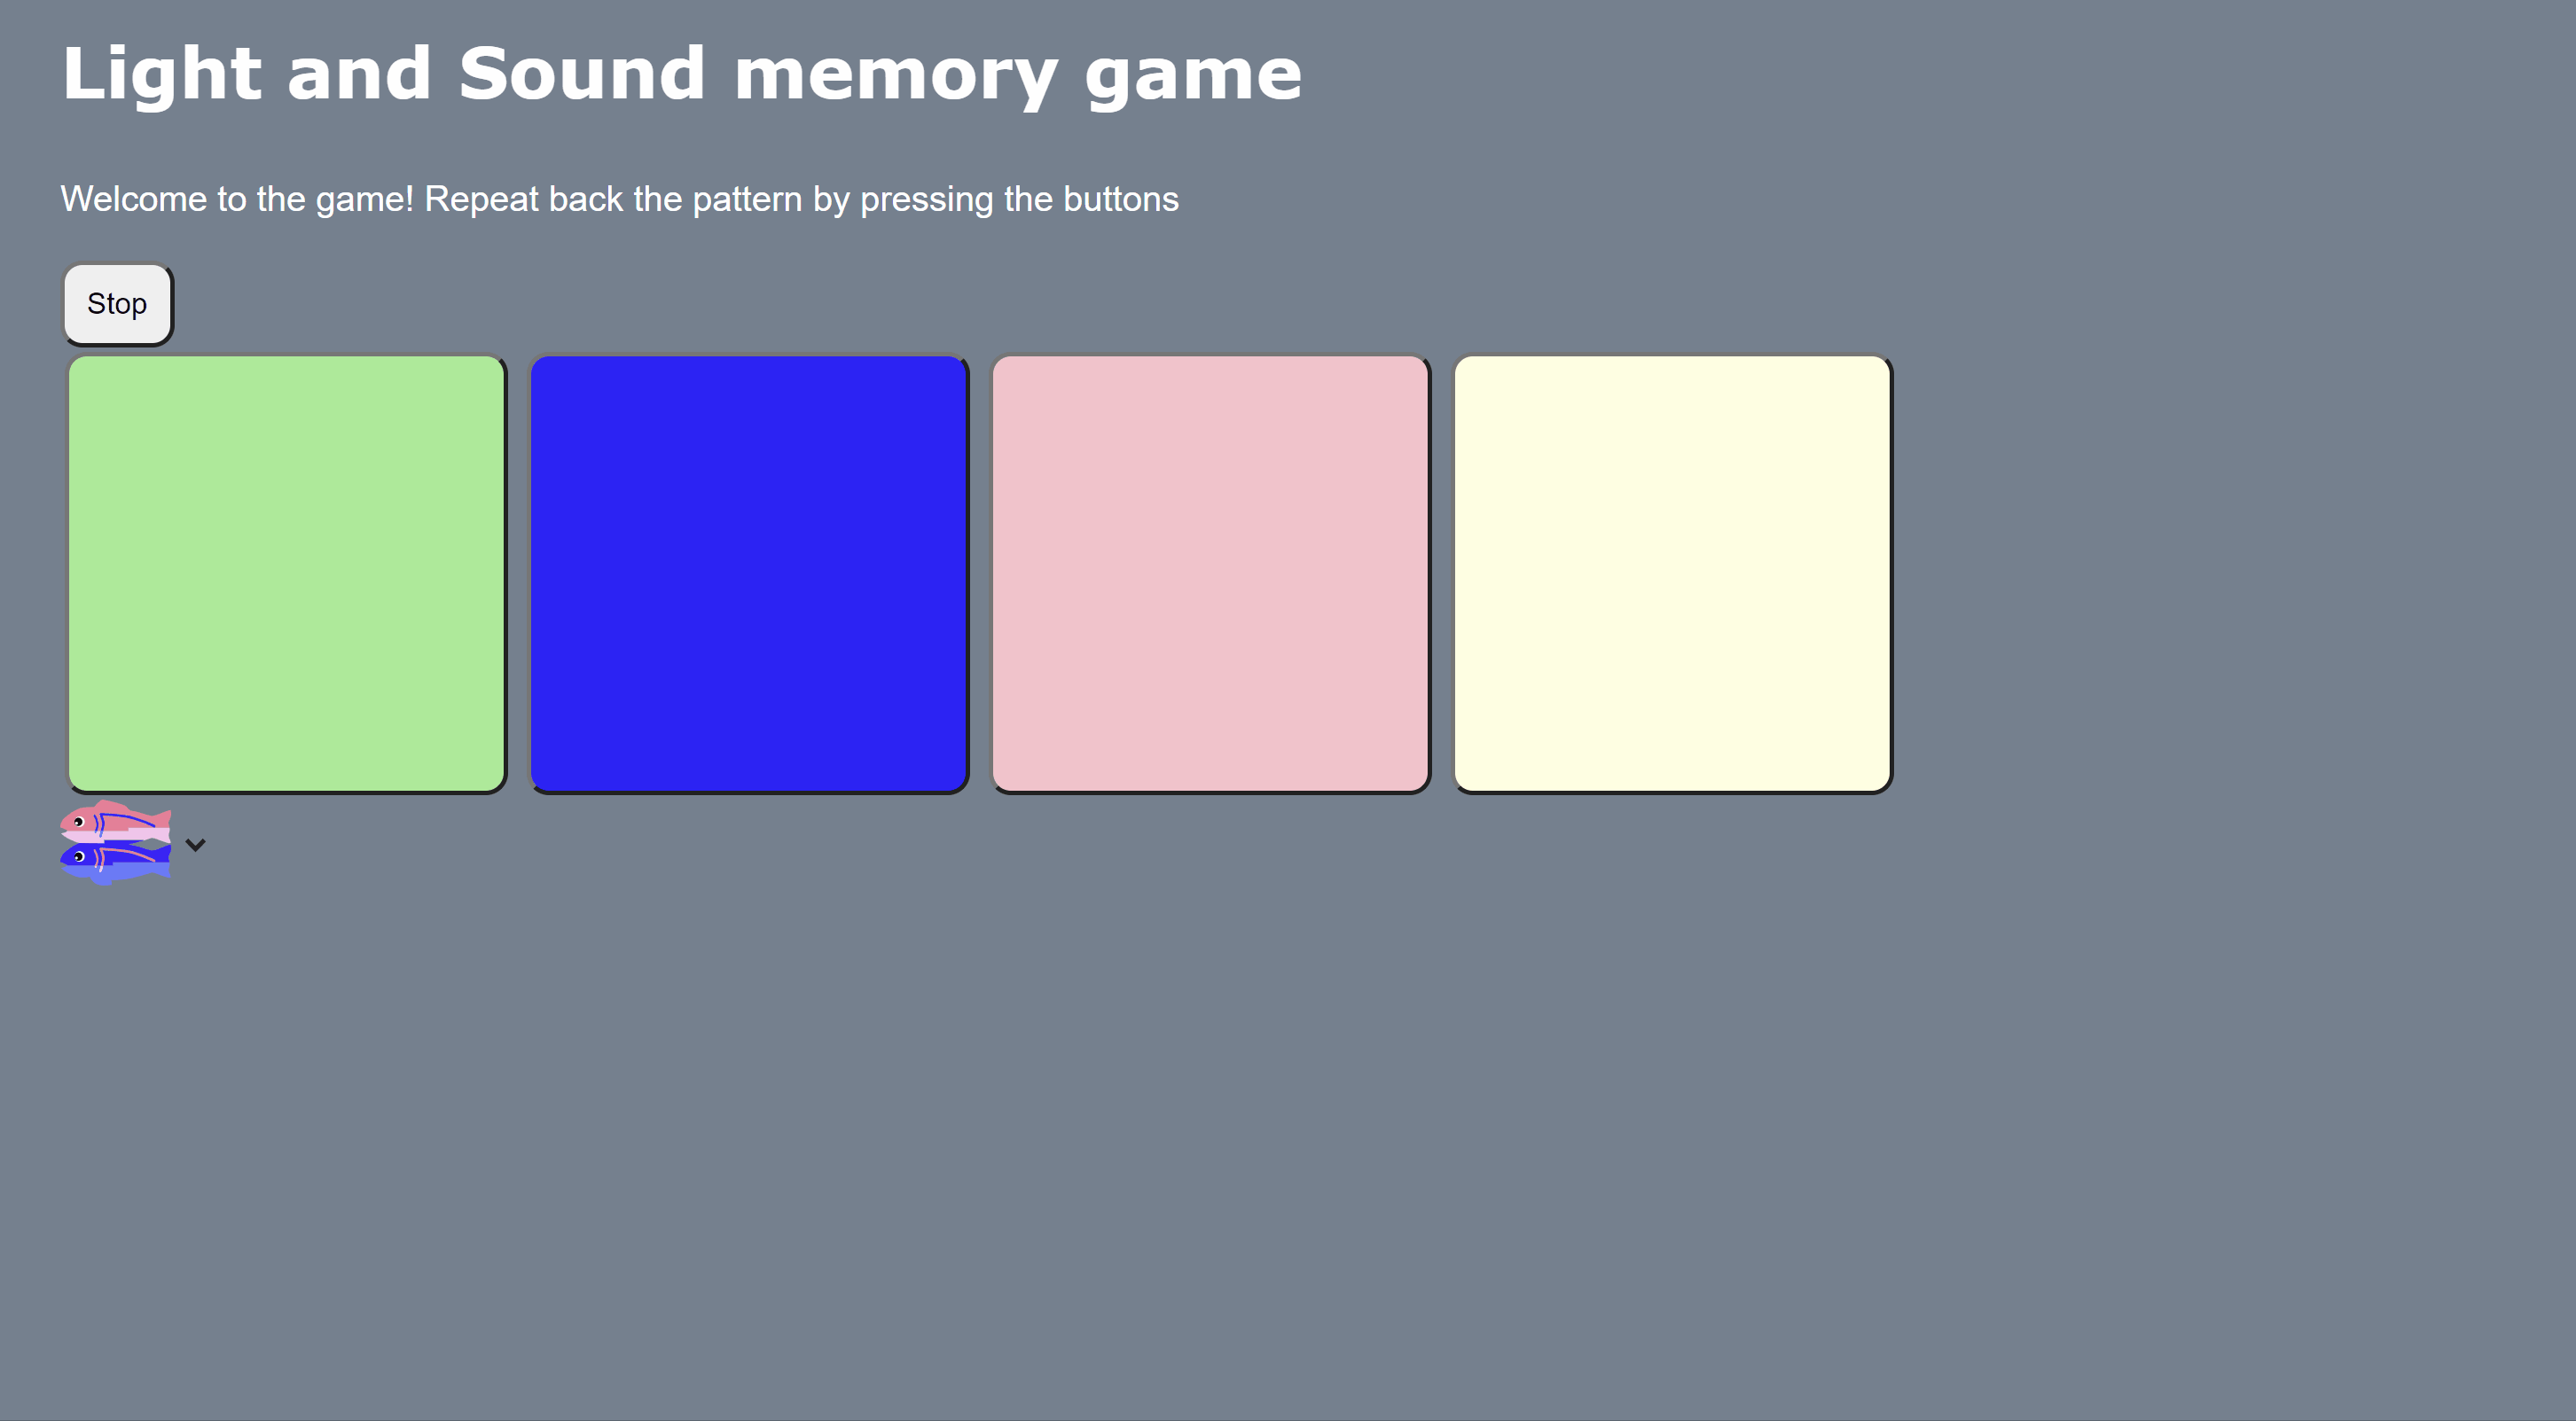 Light and Sound memory game
Welcome to the game! Repeat back the pattern by pressing the buttons
Stop